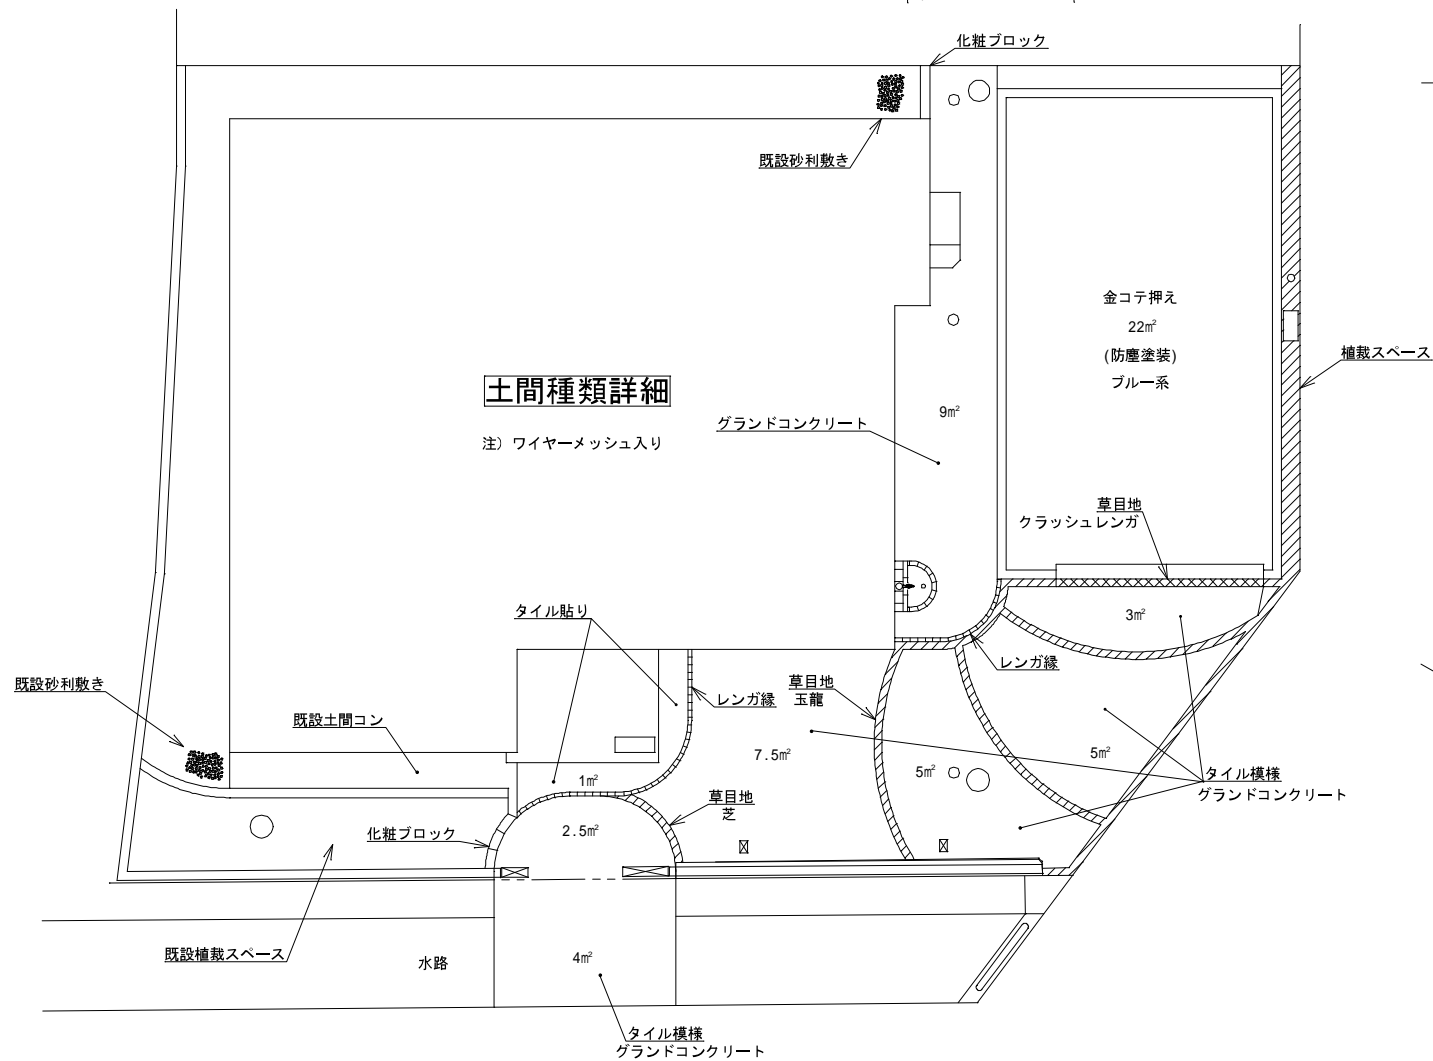 化粧ブロック
既設砂利敷き
金コテ押え
22㎡
(防塵塗装)
ブルー系
植裁スペース
土間種類詳細
注）ワイヤーメッシュ入り
グランドコンクリート
9㎡
草目地
クラッシュレンガ
タイル貼り
3㎡
レンガ縁
既設砂利敷き
既設土間コン
レンガ縁
草目地
玉龍
7.5㎡
5㎡
5㎡
タイル模様
グランドコンクリート
1㎡
草目地
芝
2.5㎡
化粧ブロック
既設植裁スペース
水路
4㎡
タイル模様
グランドコンクリート